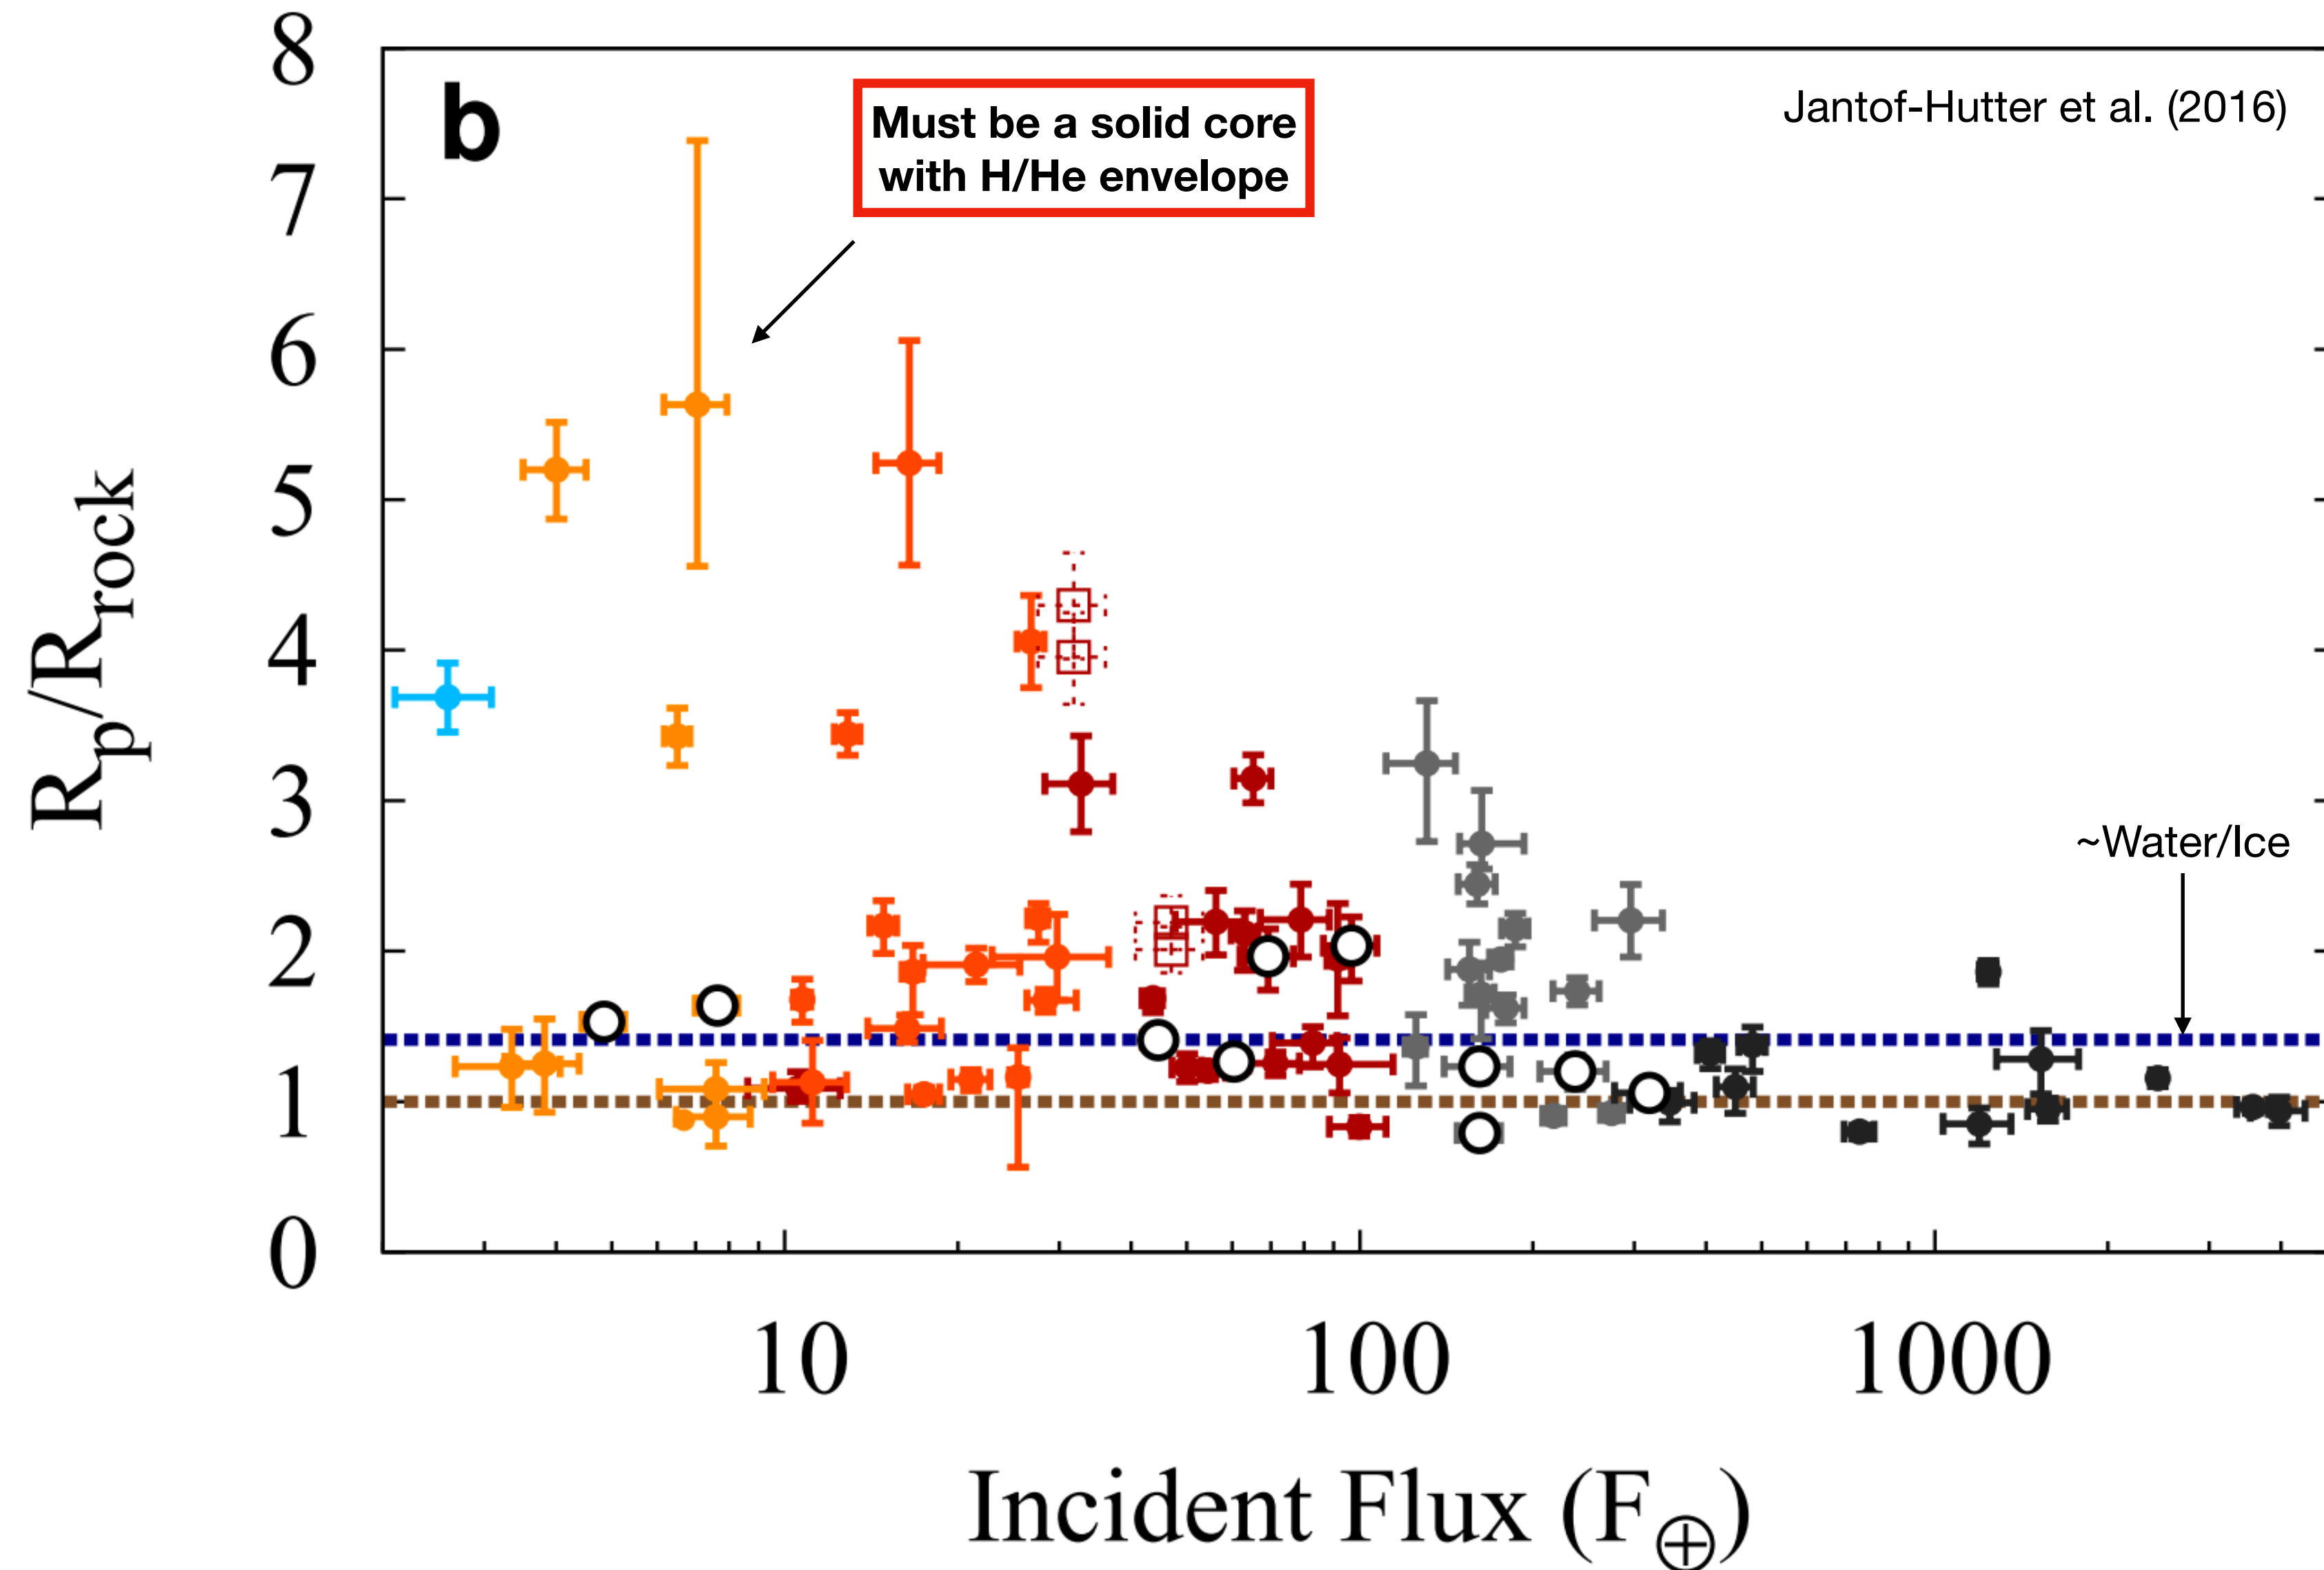 8
7
6
5
4
3
2
1
0
Rp/Rrock
b
Must be a solid core
with H/He envelope
Jantof-Hutter et al. (2016)
~Water/Ice
10
100
1000
Incident Flux (F⊕)